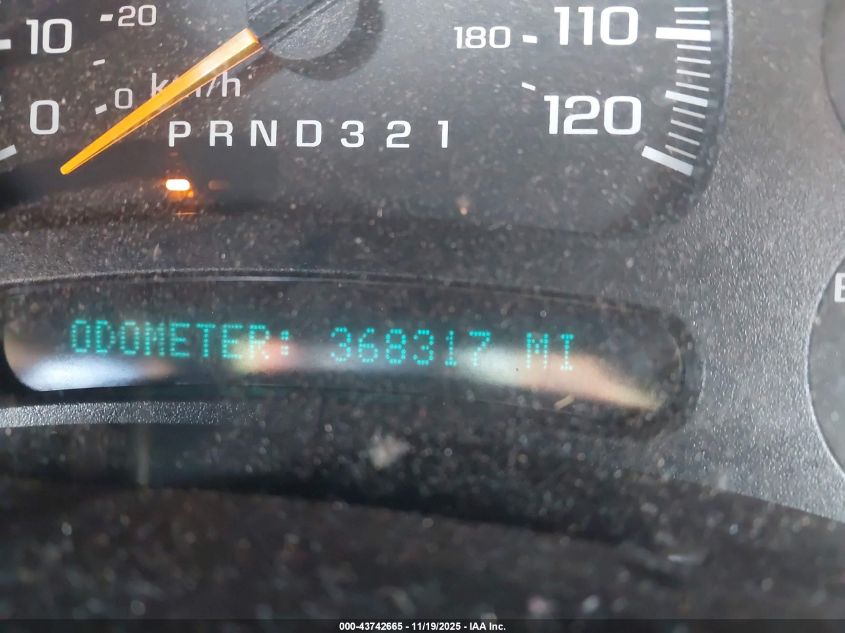 10 20 180 110
0 0 km/h 120
PRND321
ODOMETER: 368317 MI
000-43742665 - 11/19/2025 - IAA Inc.